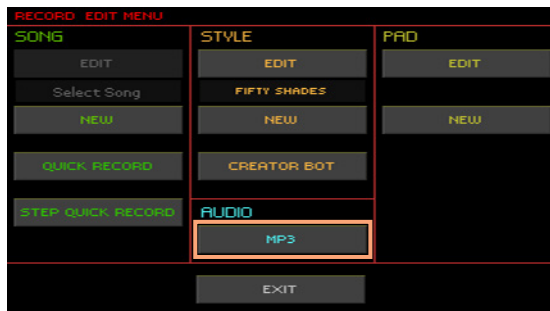 RECORD EDIT MENU
SONG
EDIT
Select Song
NEW
QUICK RECORD
STEP QUICK RECORD
STYLE
EDIT
FIFTY SHADES
NEW
CREATOR BOT
AUDIO
MP3
PAD
EDIT
NEW
EXIT